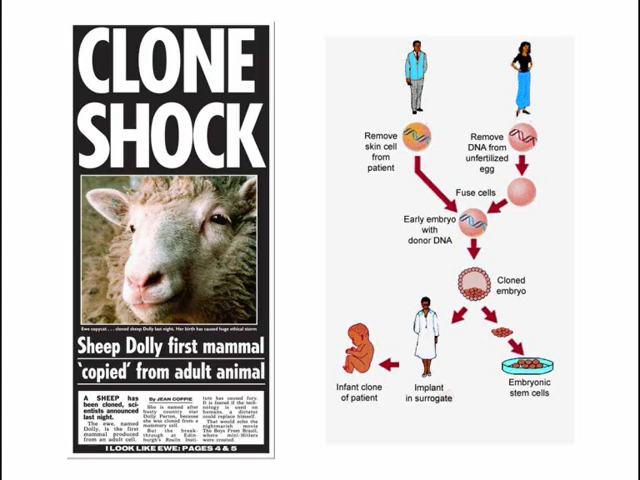 CLONE
SHOCK
Ewe copycat . . . cloned sheep Dolly last night. Her birth has caused huge ethical storm
Sheep Dolly first mammal
'copied' from adult animal
A SHEEP has
been cloned, sci-
entists announced
last night.
The ewe, named
Dolly, is the first
mammal produced
from an adult cell.
By JEAN COPPIE
She is named after
busty country star
Dolly Parton, because
she was cloned from a
mammary cell.
But the break-
through at Edin-
burgh's Roslin Insti-
tute has caused fury.
It is feared if the tech-
nology is used on
humans, a dictator
could replace himself.
That would echo the
nightmarish movie
The Boys From Brazil,
where mini-Hitlers
were created.
I LOOK LIKE EWE: PAGES 4 & 5
Remove
skin cell
from
patient
Remove
DNA from
unfertilized
egg
Fuse cells
Early embryo
with
donor DNA
Cloned
embryo
Infant clone
of patient
Implant
in surrogate
Embryonic
stem cells